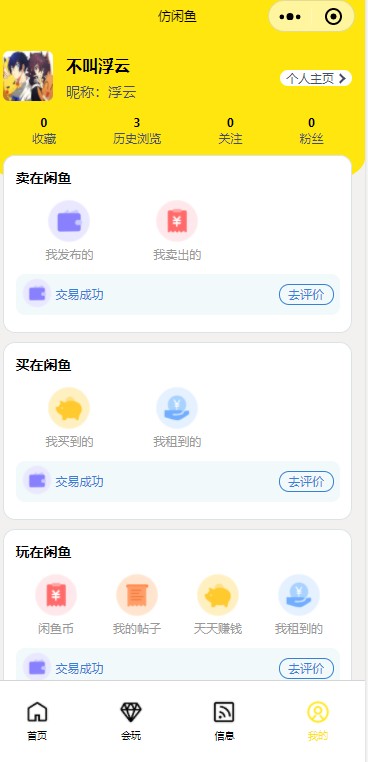 仿闲鱼
不叫浮云
昵称：浮云
个人主页
0 3 0 0
收藏 历史浏览 关注 粉丝
卖在闲鱼
我发布的 我卖出的
交易成功 去评价
买在闲鱼
我买到的 我租到的
交易成功 去评价
玩在闲鱼
闲鱼币 我的帖子 天天赚钱 我租到的
交易成功 去评价
首页 会玩 信息 我的